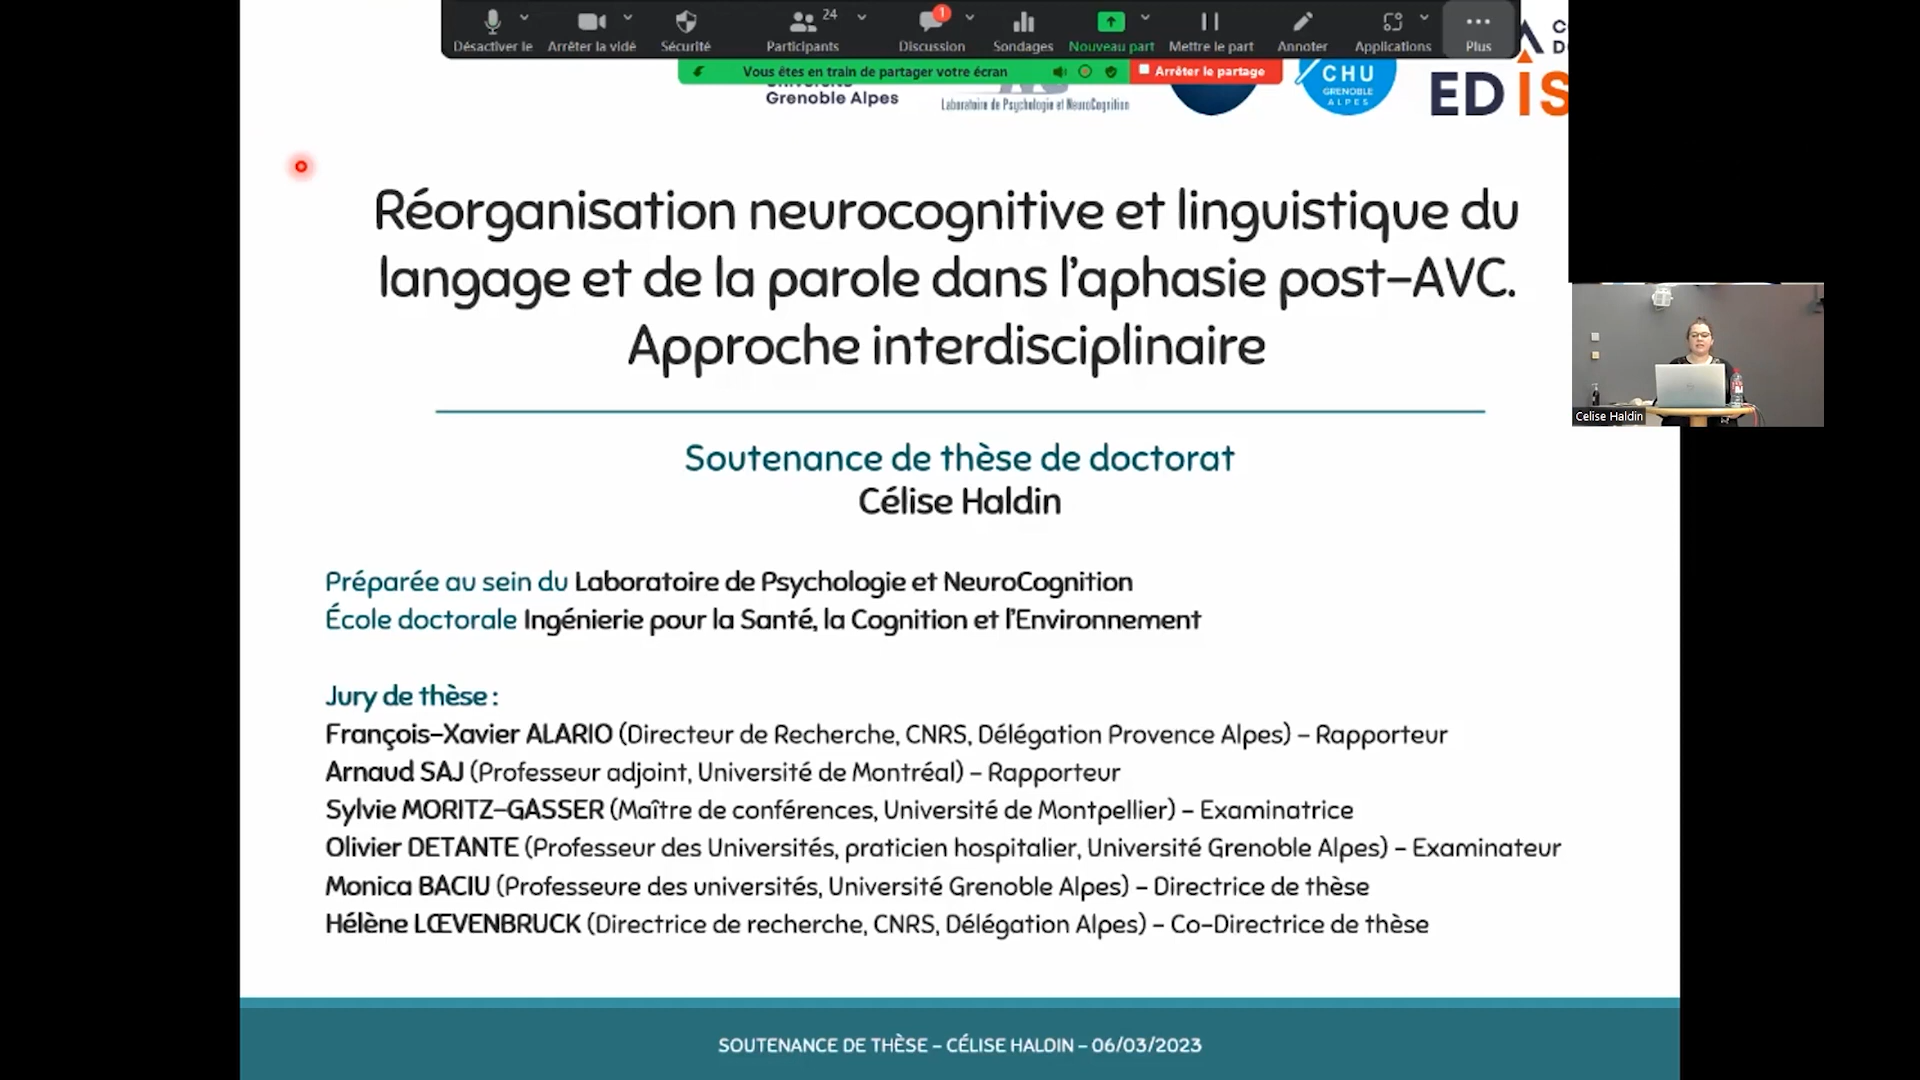 24
1
Désactiver le
Arrêter la vidé
Sécurité
Participants
Discussion
Sondages
Nouveau part
Mettre le part
Annoter
Applications
Plus
Vous êtes en train de partager votre écran
Arrêter le partage
Grenoble Alpes
Laboratoire de Psychologie et NeuroCognition
CHU
GRENOBLE
ALPES
EDIS
Réorganisation neurocognitive et linguistique du
langage et de la parole dans l'aphasie post-AVC.
Approche interdisciplinaire
Celise Haldin
Soutenance de thèse de doctorat
Célise Haldin
Préparée au sein du Laboratoire de Psychologie et NeuroCognition
École doctorale Ingénierie pour la Santé, la Cognition et l'Environnement
Jury de thèse :
François-Xavier ALARIO (Directeur de Recherche, CNRS, Délégation Provence Alpes) - Rapporteur
Arnaud SAJ (Professeur adjoint, Université de Montréal) - Rapporteur
Sylvie MORITZ-GASSER (Maître de conférences, Université de Montpellier) - Examinatrice
Olivier DETANTE (Professeur des Universités, praticien hospitalier, Université Grenoble Alpes) - Examinateur
Monica BACIU (Professeure des universités, Université Grenoble Alpes) - Directrice de thèse
Hélène LŒVENBRUCK (Directrice de recherche, CNRS, Délégation Alpes) - Co-Directrice de thèse
SOUTENANCE DE THÈSE - CÉLISE HALDIN - 06/03/2023